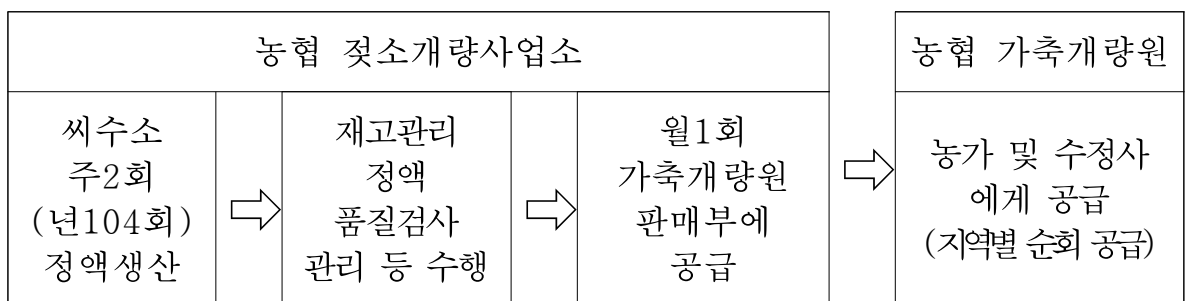 농협 젖소개량사업소
씨수소
주2회
(년104회)
정액생산
재고관리
정액
품질검사
관리 등 수행
월1회
가축개량원
판매부에
공급
농협 가축개량원
농가 및 수정사
에게 공급
(지역별 순회 공급)